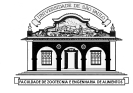 UNIVERSIDADE DE SÃO PAULO
FACULDADE DE ZOOTECNIA E ENGENHARIA DE ALIMENTOS